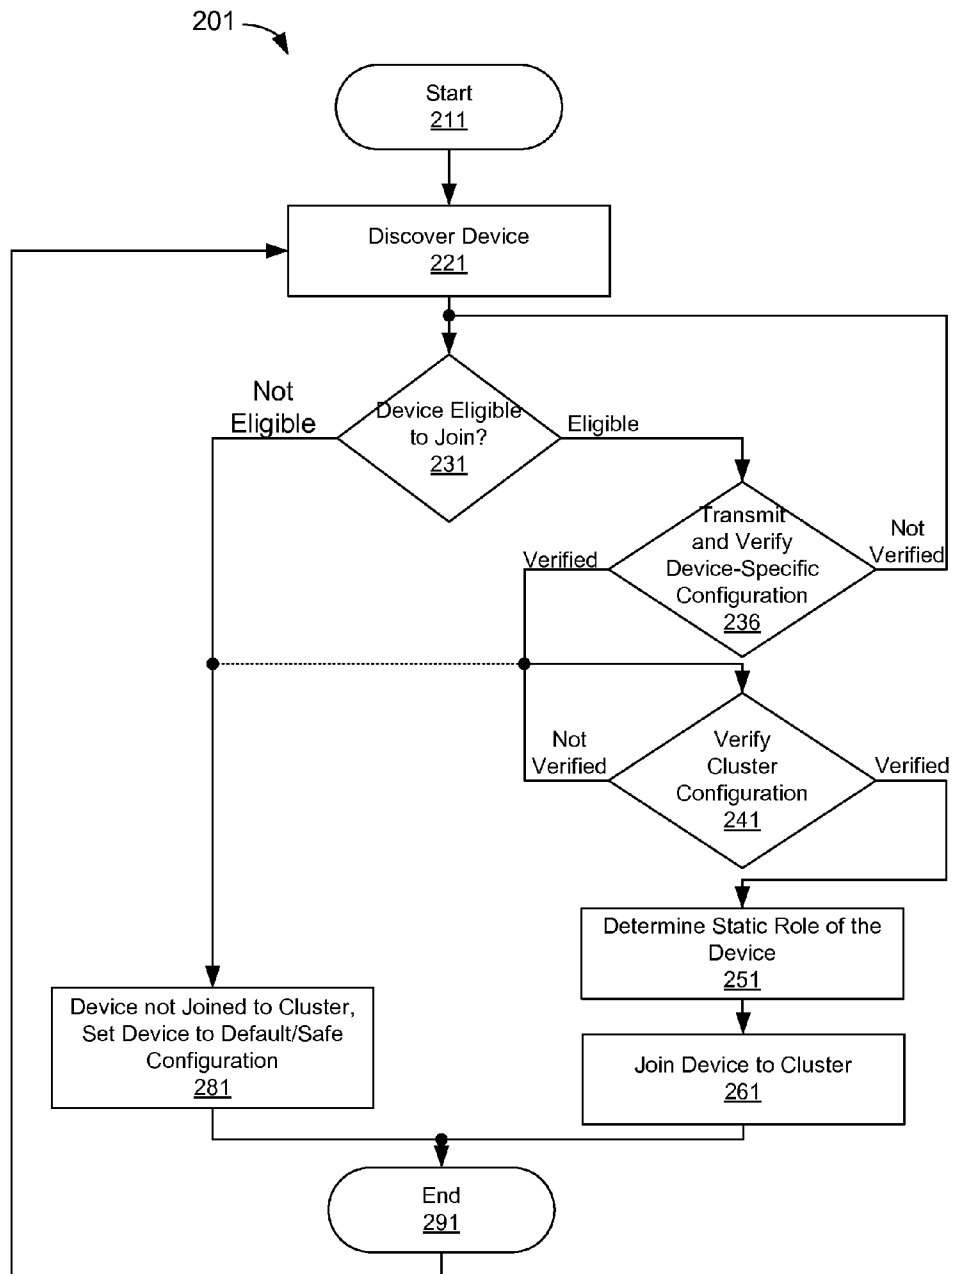 201
Start
211
Discover Device
221
Not
Eligible
Device Eligible
to Join?
231
Eligible
Transmit
and Verify
Device-Specific
Configuration
236
Not
Verified
Verified
Not
Verified
Verify
Cluster
Configuration
241
Verified
Determine Static Role of the
Device
251
Device not Joined to Cluster,
Set Device to Default/Safe
Configuration
281
Join Device to Cluster
261
End
291